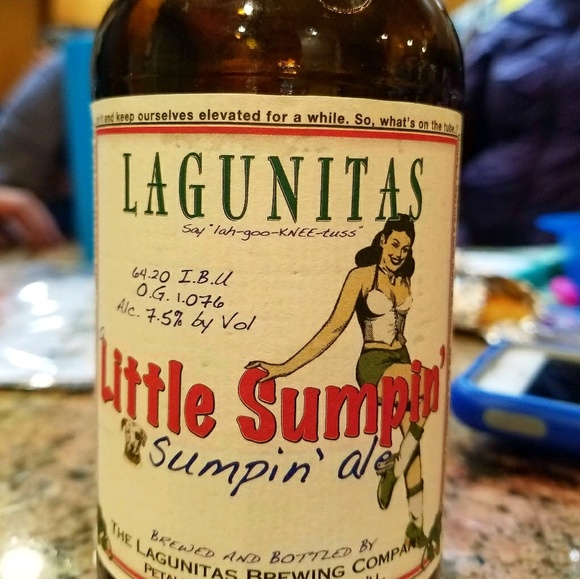 and keep ourselves elevated for a while. So, what's on the tube,
LAGUNITAS
Say "lah-goo-KNEE-tuss"
64.20 I.B.U
O.G. 1.076
Alc. 7.5% by Vol
Little Sumpin'
Sumpin' ale
BREWED AND BOTTLED BY
THE LAGUNITAS BREWING COMPANY